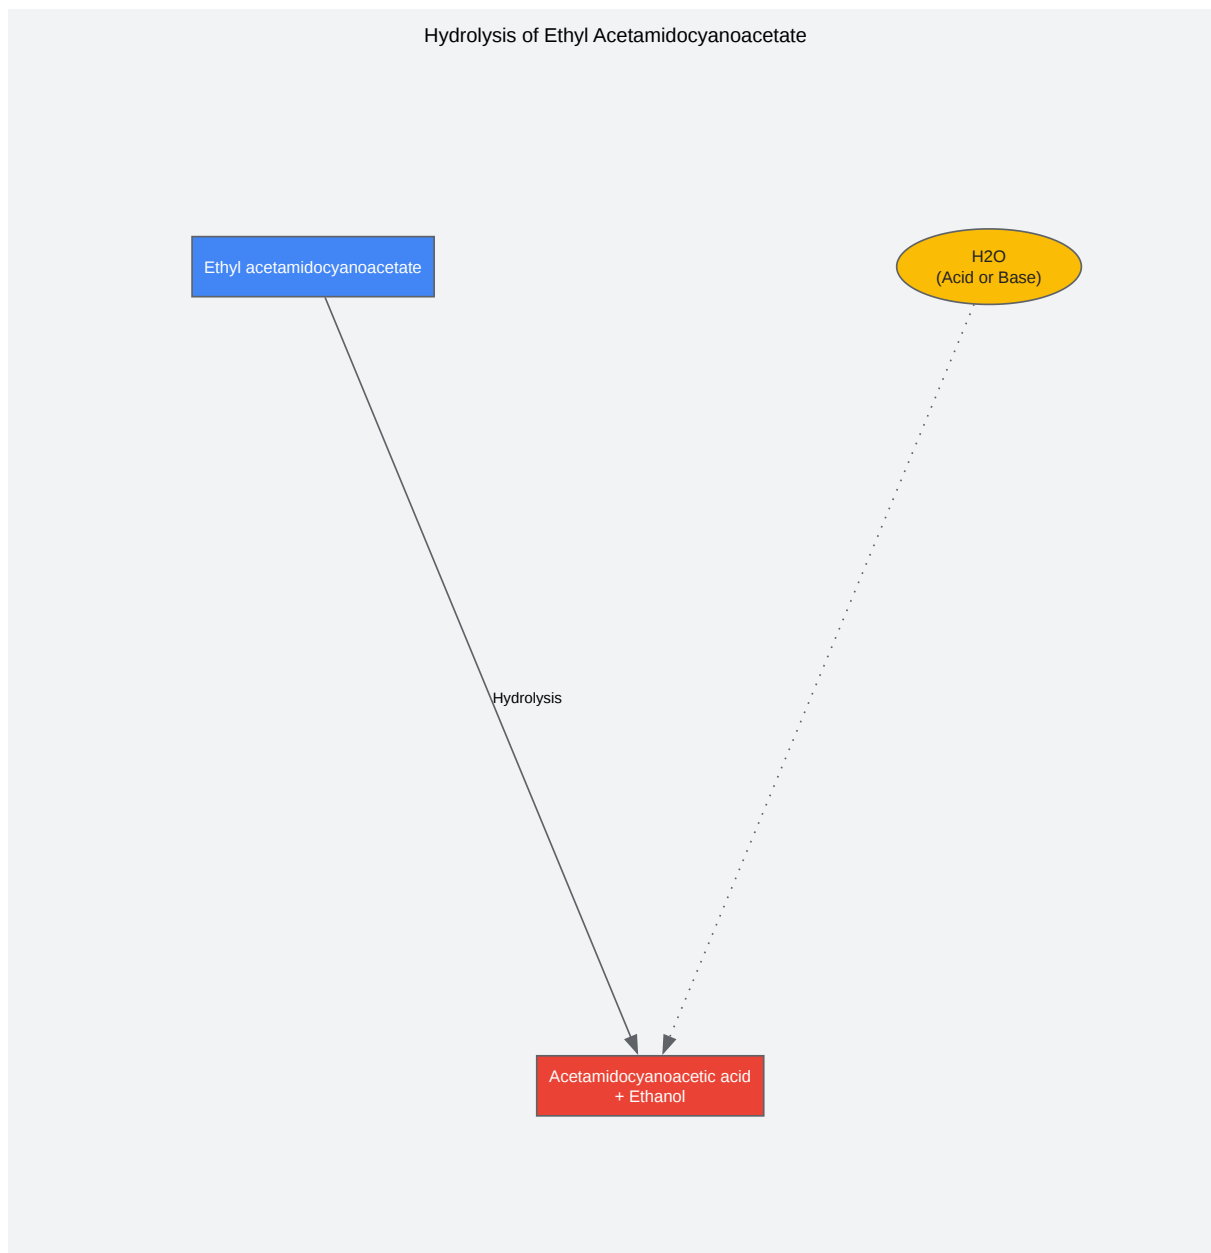 Hydrolysis of Ethyl Acetamidocyanoacetate
Ethyl acetamidocyanoacetate
H2O
(Acid or Base)
Hydrolysis
Acetamidocyanoacetic acid
+ Ethanol